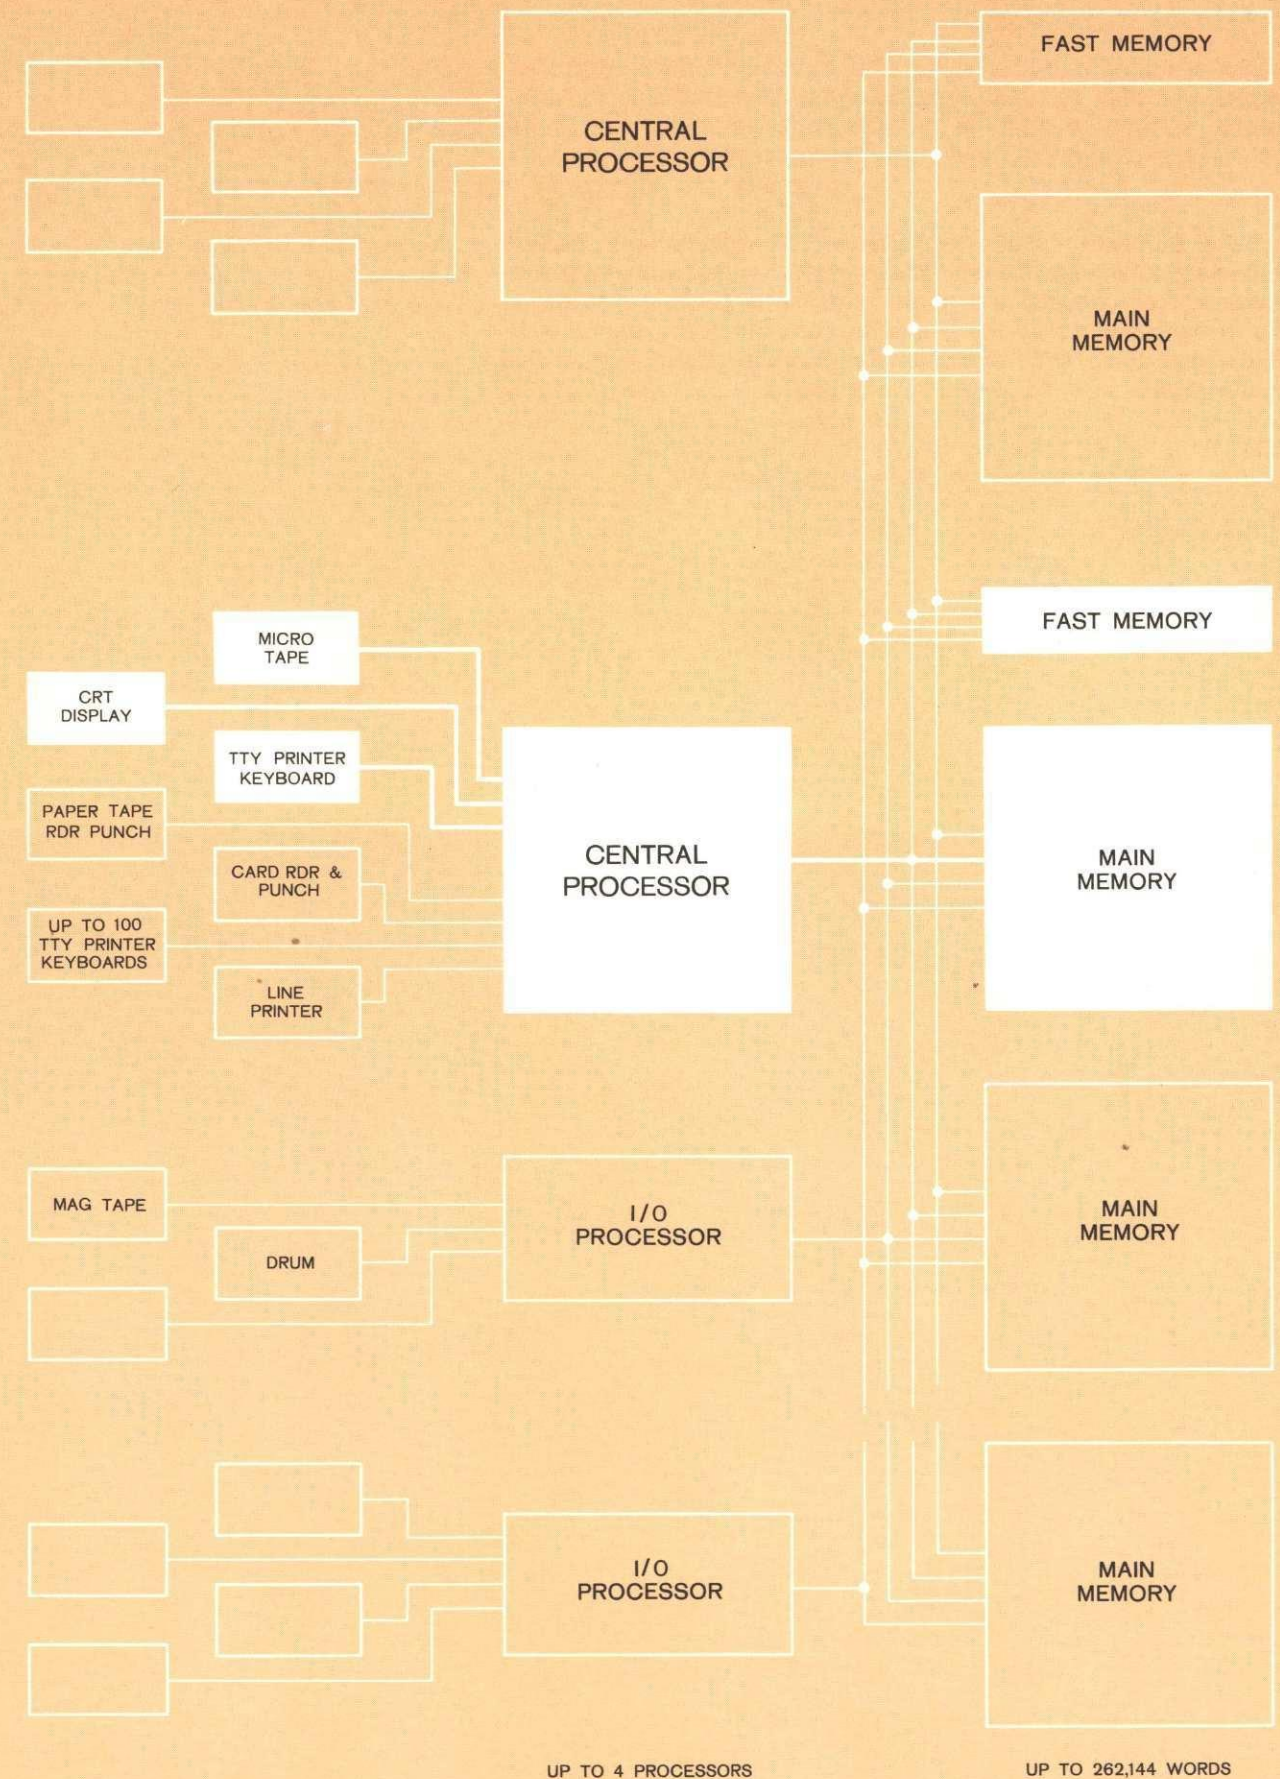 FAST MEMORY
CENTRAL
PROCESSOR
MAIN
MEMORY
FAST MEMORY
MICRO
TAPE
CRT
DISPLAY
TTY PRINTER
KEYBOARD
PAPER TAPE
RDR PUNCH
CARD RDR &
PUNCH
UP TO 100
TTY PRINTER
KEYBOARDS
LINE
PRINTER
CENTRAL
PROCESSOR
MAIN
MEMORY
MAG TAPE
DRUM
I/O
PROCESSOR
MAIN
MEMORY
I/O
PROCESSOR
MAIN
MEMORY
UP TO 4 PROCESSORS
UP TO 262,144 WORDS